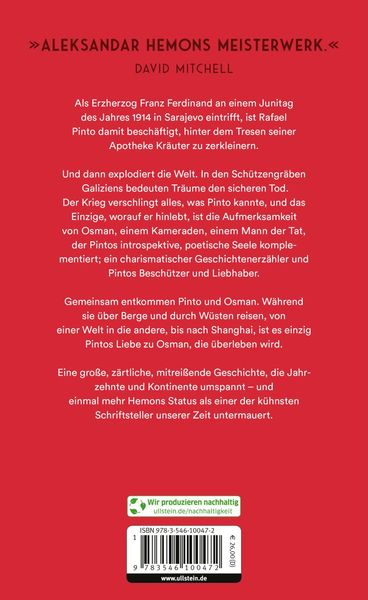 »ALEKSANDAR HEMONS MEISTERWERK.«
DAVID MITCHELL
Als Erzherzog Franz Ferdinand an einem Junitag
des Jahres 1914 in Sarajevo eintrifft, ist Rafael
Pinto damit beschäftigt, hinter dem Tresen seiner
Apotheke Kräuter zu zerkleinern.
Und dann explodiert die Welt. In den Schützengräben
Galiziens bedeuten Träume den sicheren Tod.
Der Krieg verschlingt alles, was Pinto kannte, und das
Einzige, worauf er hinlebt, ist die Aufmerksamkeit
von Osman, einem Kameraden, einem Mann der Tat,
der Pintos introspektive, poetische Seele komple-
mentiert; ein charismatischer Geschichtenerzähler und
Pintos Beschützer und Liebhaber.
Gemeinsam entkommen Pinto und Osman. Während
sie über Berge und durch Wüsten reisen, von
einer Welt in die andere, bis nach Shanghai, ist es einzig
Pintos Liebe zu Osman, die überleben wird.
Eine große, zärtliche, mitreißende Geschichte, die Jahr-
zehnte und Kontinente umspannt – und
einmal mehr Hemons Status als einer der kühnsten
Schriftsteller unserer Zeit untermauert.
Wir produzieren nachhaltig
ullstein.de/nachhaltigkeit
ISBN 978-3-546-10047-2
€ 26,00 (D)
1
9 783546 100472
www.ullstein.de